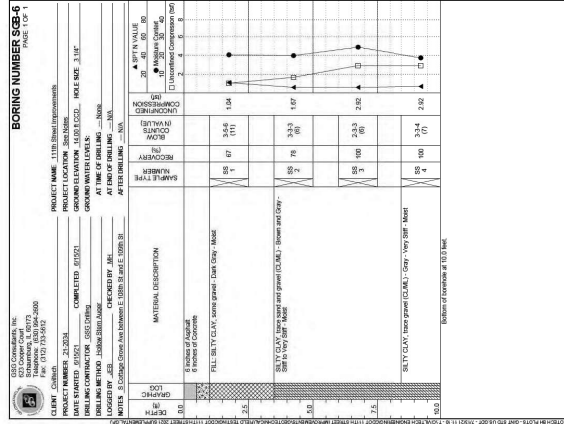 GSG Consultants, Inc.
623 Cooper Court
Schaumburg, IL 60173
Telephone: (630) 994-2600
Fax: (312) 733-5612
BORING NUMBER SGB-6
PAGE 1 OF 1
CLIENT Civiltech
PROJECT NAME 111th Street Improvements
PROJECT NUMBER 21-2034
PROJECT LOCATION See Notes
DATE STARTED 6/15/21 COMPLETED 6/15/21
GROUND ELEVATION 14.00 ft CCD HOLE SIZE 3 1/4"
DRILLING CONTRACTOR GSG Drilling
GROUND WATER LEVELS:
DRILLING METHOD Hollow Stem Auger
AT TIME OF DRILLING --- None
LOGGED BY JEB CHECKED BY MH
AT END OF DRILLING --- N/A
NOTES S Cottage Grove Ave between E 108th St and E 109th St
AFTER DRILLING --- N/A
DEPTH (ft)
GRAPHIC LOG
MATERIAL DESCRIPTION
SAMPLE TYPE NUMBER
RECOVERY (%)
BLOW COUNTS (N VALUE)
UNCONFINED COMPRESSION (tsf)
▲ SPT N VALUE
20 40 60 80
● Moisture Content
10 20 30 40
□ Unconfined Compression (tsf)
2 4 6 8
0.0
6 inches of Asphalt
6 inches of Concrete
FILL: SILTY CLAY, some gravel - Dark Gray - Moist
SS 1
67
3-5-6 (11)
1.04
2.5
SILTY CLAY, trace sand and gravel (CL/ML) - Brown and Gray - Stiff to Very Stiff - Moist
SS 2
78
3-3-3 (6)
1.67
5.0
SS 3
100
2-3-3 (6)
2.92
7.5
SILTY CLAY, trace gravel (CL/ML) - Gray - Very Stiff - Moist
SS 4
100
3-3-4 (7)
2.92
10.0
Bottom of borehole at 10.0 feet.